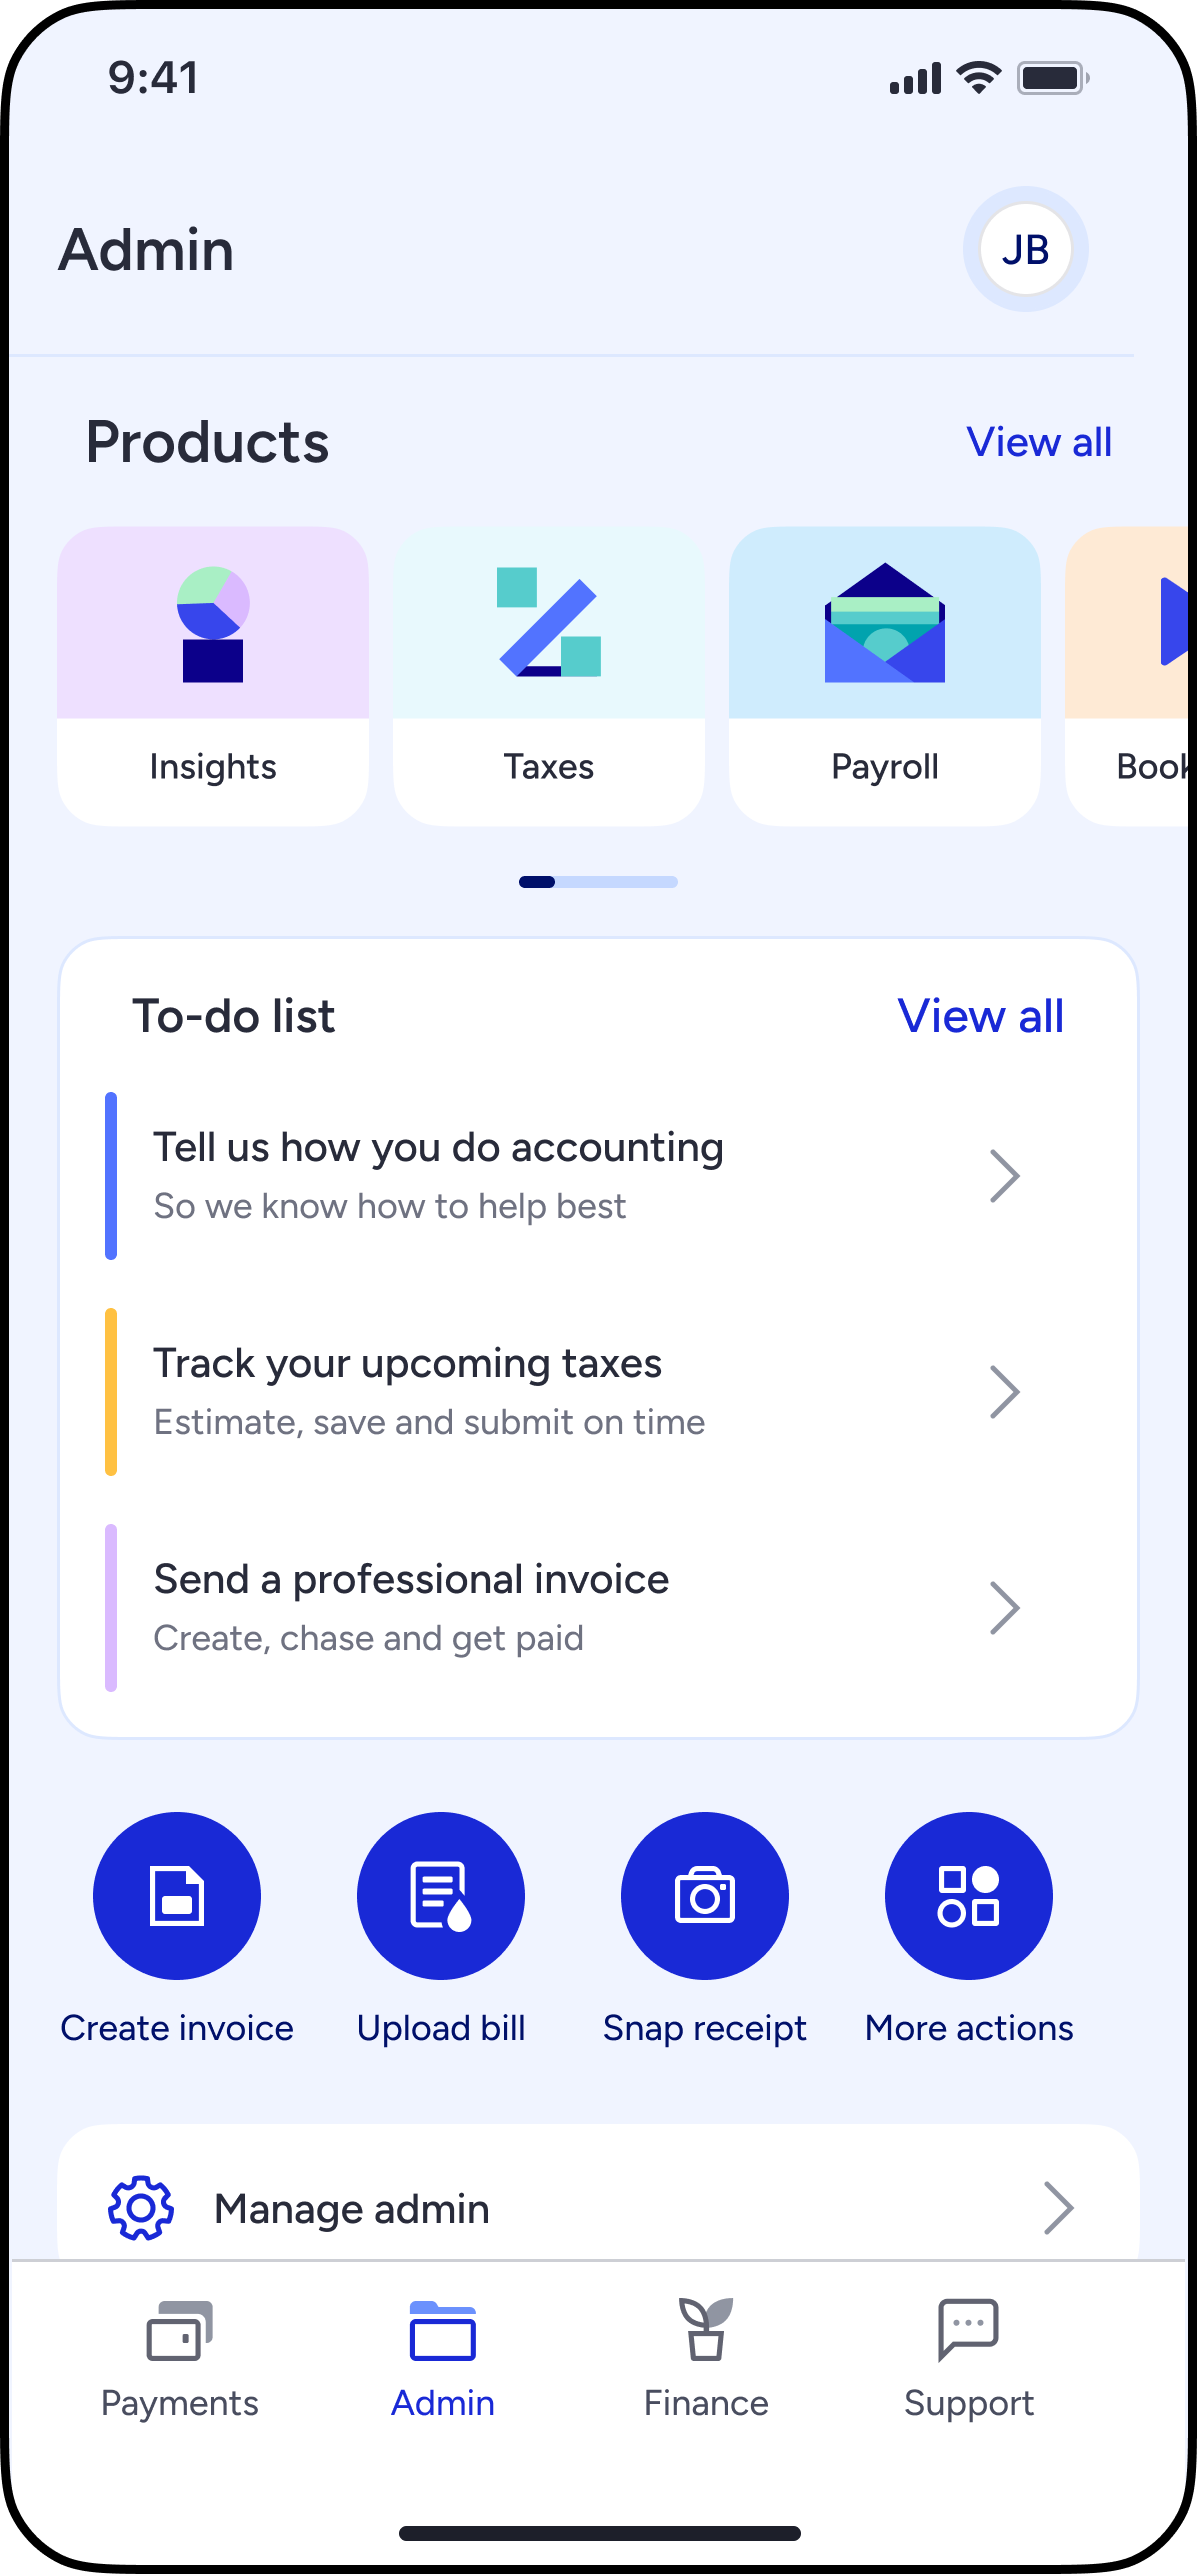 9:41
Admin
JB
Products
View all
Insights
Taxes
Payroll
To-do list
View all
Tell us how you do accounting
So we know how to help best
Track your upcoming taxes
Estimate, save and submit on time
Send a professional invoice
Create, chase and get paid
Create invoice
Upload bill
Snap receipt
More actions
Manage admin
Payments
Admin
Finance
Support